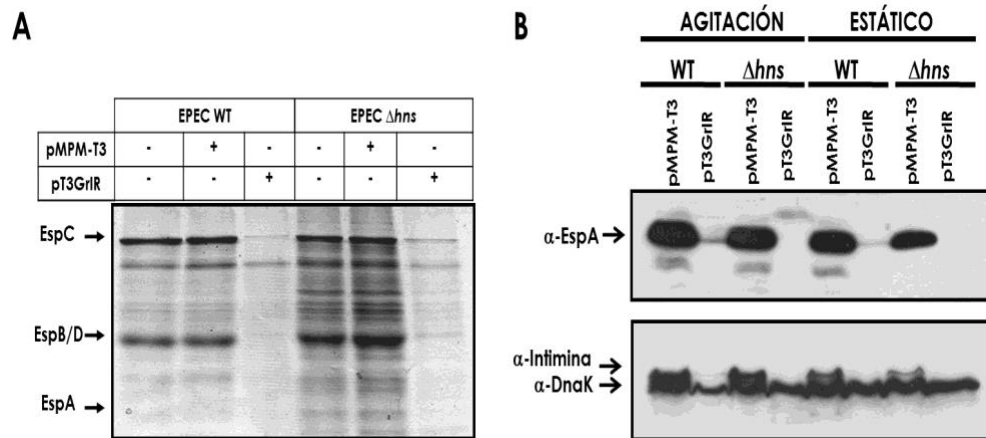 A
EPEC WT EPEC Δhns
pMPM-T3 - + - - + -
pT3GrlR - - + - - +
EspC
EspB/D
EspA
B
AGITACIÓN ESTÁTICO
WT Δhns WT Δhns
pMPM-T3 pT3GrlR pMPM-T3 pT3GrlR pMPM-T3 pT3GrlR pMPM-T3 pT3GrlR
α-EspA
α-Intimina
α-DnaK